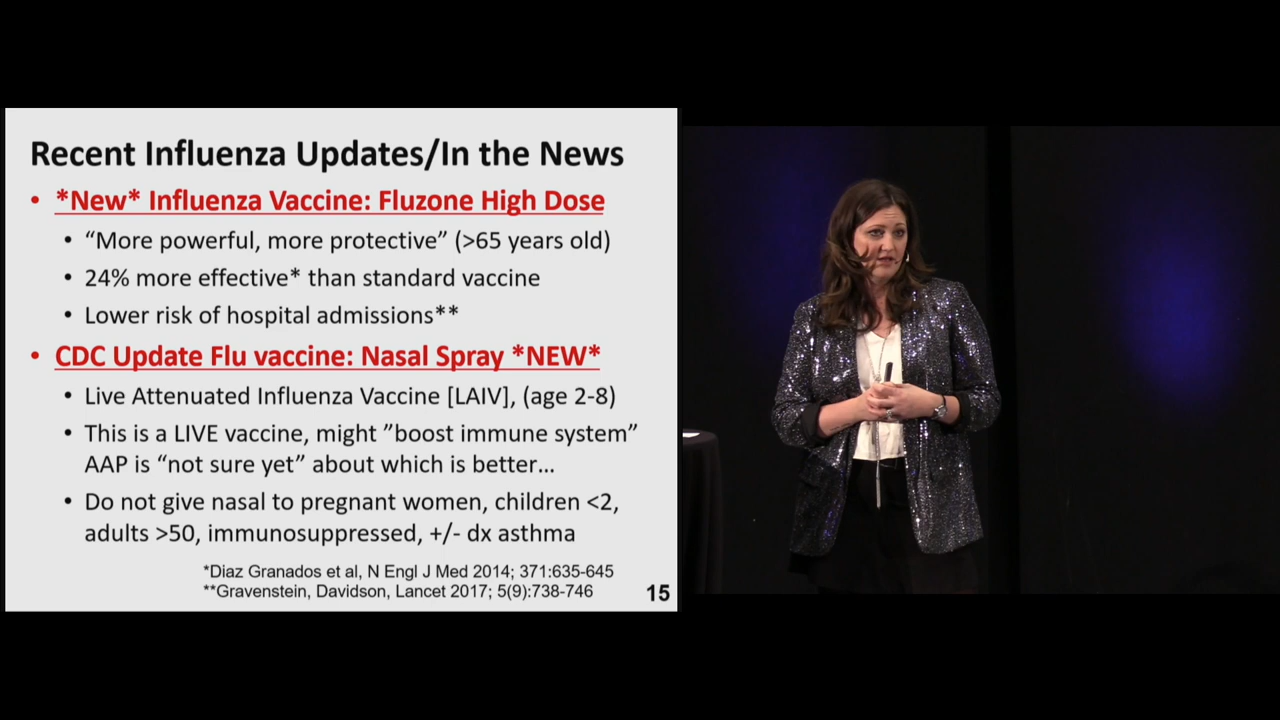 Recent Influenza Updates/In the News
• *New* Influenza Vaccine: Fluzone High Dose
• “More powerful, more protective” (>65 years old)
• 24% more effective* than standard vaccine
• Lower risk of hospital admissions**
• CDC Update Flu vaccine: Nasal Spray *NEW*
• Live Attenuated Influenza Vaccine [LAIV], (age 2-8)
• This is a LIVE vaccine, might ”boost immune system”
AAP is “not sure yet” about which is better…
• Do not give nasal to pregnant women, children <2,
adults >50, immunosuppressed, +/- dx asthma
*Diaz Granados et al, N Engl J Med 2014; 371:635-645
**Gravenstein, Davidson, Lancet 2017; 5(9):738-746
15